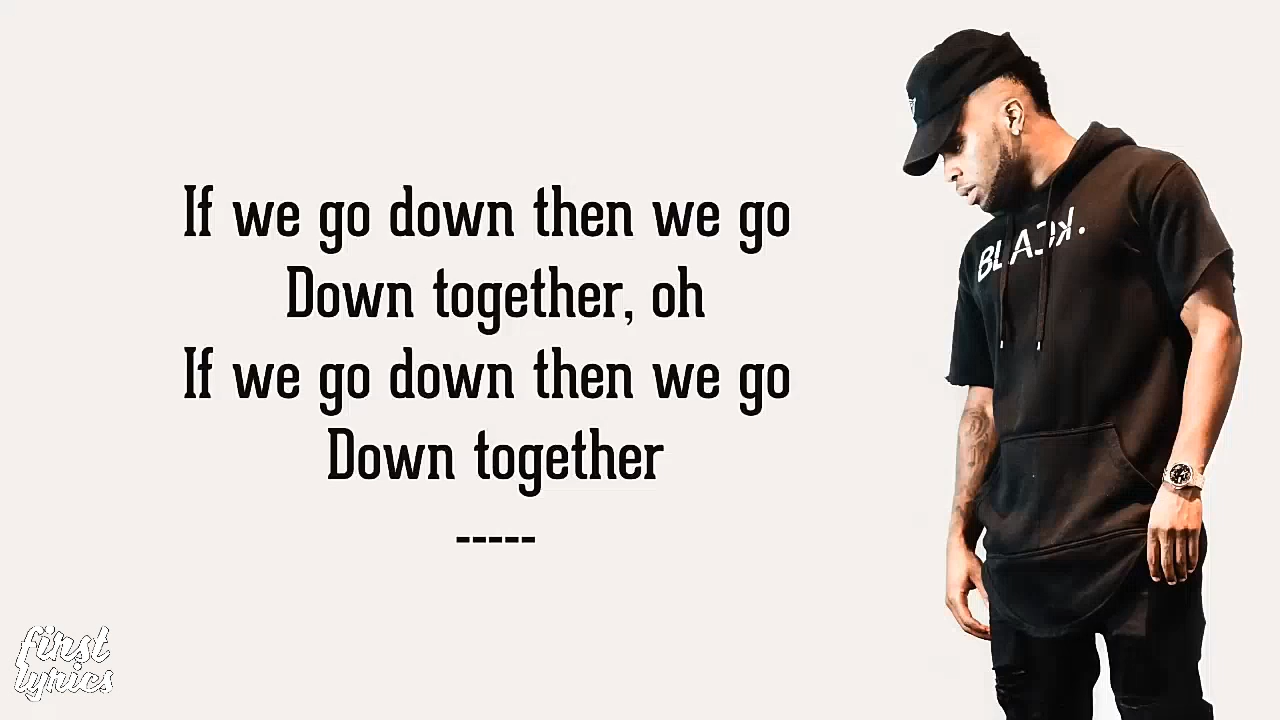 If we go down then we go
Down together, oh
If we go down then we go
Down together
-----
BLACK.
first
lyrics